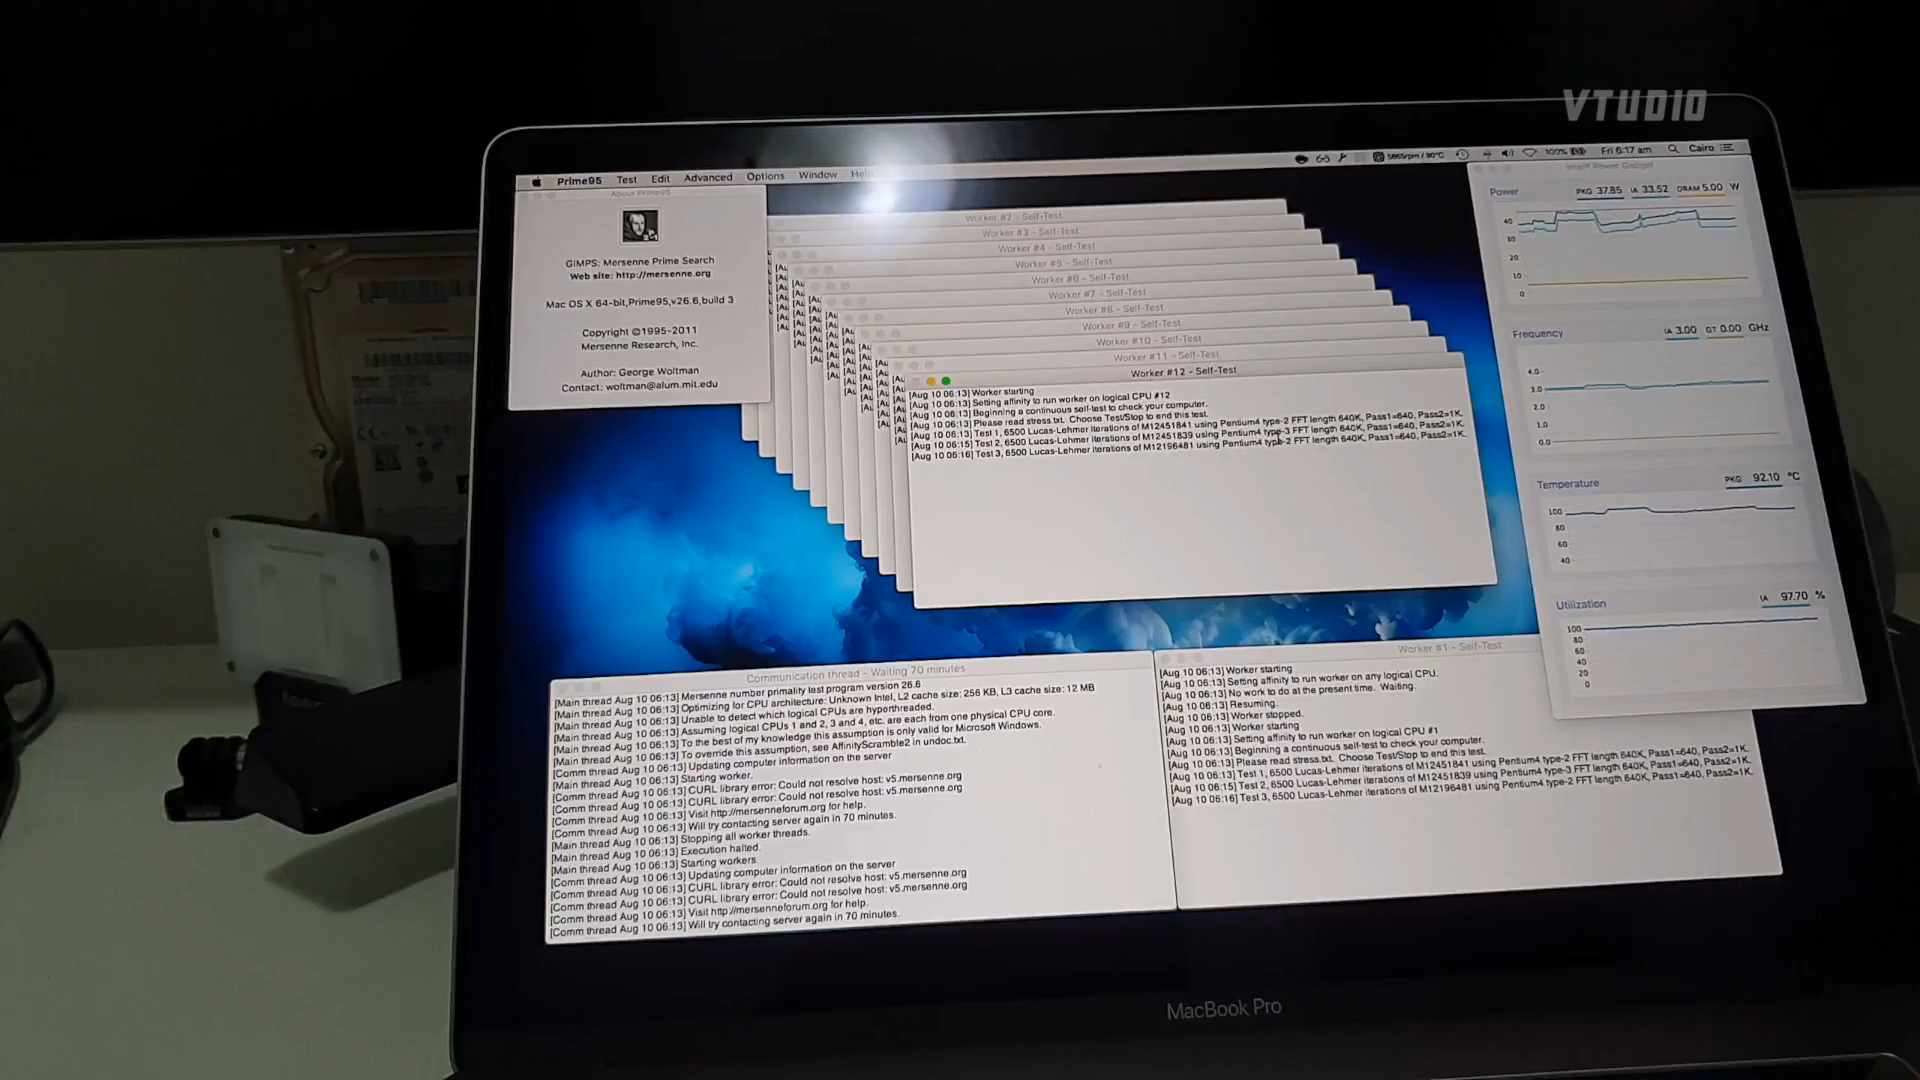 VTUDIO
Prime95 Test Edit Advanced Options Window Help
5865rpm / 90°C 100% Fri 6:17 am Cairo
About Prime95
GIMPS: Mersenne Prime Search
Web site: http://mersenne.org
Mac OS X 64-bit,Prime95,v26.6,build 3
Copyright ©1995-2011
Mersenne Research, Inc.
Author: George Woltman
Contact: woltman@alum.mit.edu
Worker #2 - Self-Test
Worker #3 - Self-Test
Worker #4 - Self-Test
Worker #5 - Self-Test
Worker #6 - Self-Test
Worker #7 - Self-Test
Worker #8 - Self-Test
Worker #9 - Self-Test
Worker #10 - Self-Test
Worker #11 - Self-Test
Worker #12 - Self-Test
[Aug 10 06:13] Worker starting
[Aug 10 06:13] Setting affinity to run worker on logical CPU #12
[Aug 10 06:13] Beginning a continuous self-test to check your computer.
[Aug 10 06:13] Please read stress.txt. Choose Test/Stop to end this test.
[Aug 10 06:13] Test 1, 6500 Lucas-Lehmer iterations of M12451841 using Pentium4 type-2 FFT length 640K, Pass1=640, Pass2=1K.
[Aug 10 06:15] Test 2, 6500 Lucas-Lehmer iterations of M12451839 using Pentium4 type-3 FFT length 640K, Pass1=640, Pass2=1K.
[Aug 10 06:16] Test 3, 6500 Lucas-Lehmer iterations of M12196481 using Pentium4 type-2 FFT length 640K, Pass1=640, Pass2=1K.
Intel® Power Gadget
Power PKG 37.85 IA 33.52 DRAM 5.00 W
40
30
20
10
0
Frequency IA 3.00 GT 0.00 GHz
4.0
3.0
2.0
1.0
0.0
Temperature PKG 92.10 °C
100
80
60
40
Utilization IA 97.70 %
100
80
60
40
20
0
Communication thread - Waiting 70 minutes
[Main thread Aug 10 06:13] Mersenne number primality test program version 26.6
[Main thread Aug 10 06:13] Optimizing for CPU architecture: Unknown Intel, L2 cache size: 256 KB, L3 cache size: 12 MB
[Main thread Aug 10 06:13] Unable to detect which logical CPUs are hyperthreaded.
[Main thread Aug 10 06:13] Assuming logical CPUs 1 and 2, 3 and 4, etc. are each from one physical CPU core.
[Main thread Aug 10 06:13] To the best of my knowledge this assumption is only valid for Microsoft Windows.
[Main thread Aug 10 06:13] To override this assumption, see AffinityScramble2 in undoc.txt.
[Comm thread Aug 10 06:13] Updating computer information on the server
[Main thread Aug 10 06:13] Starting worker.
[Comm thread Aug 10 06:13] CURL library error: Could not resolve host: v5.mersenne.org
[Comm thread Aug 10 06:13] CURL library error: Could not resolve host: v5.mersenne.org
[Comm thread Aug 10 06:13] Visit http://mersenneforum.org for help.
[Comm thread Aug 10 06:13] Will try contacting server again in 70 minutes.
[Main thread Aug 10 06:13] Stopping all worker threads.
[Main thread Aug 10 06:13] Execution halted.
[Main thread Aug 10 06:13] Starting workers.
[Comm thread Aug 10 06:13] Updating computer information on the server
[Comm thread Aug 10 06:13] CURL library error: Could not resolve host: v5.mersenne.org
[Comm thread Aug 10 06:13] CURL library error: Could not resolve host: v5.mersenne.org
[Comm thread Aug 10 06:13] Visit http://mersenneforum.org for help.
[Comm thread Aug 10 06:13] Will try contacting server again in 70 minutes.
Worker #1 - Self-Test
[Aug 10 06:13] Worker starting
[Aug 10 06:13] Setting affinity to run worker on any logical CPU.
[Aug 10 06:13] No work to do at the present time. Waiting.
[Aug 10 06:13] Resuming.
[Aug 10 06:13] Worker stopped.
[Aug 10 06:13] Worker starting
[Aug 10 06:13] Setting affinity to run worker on logical CPU #1
[Aug 10 06:13] Beginning a continuous self-test to check your computer.
[Aug 10 06:13] Please read stress.txt. Choose Test/Stop to end this test.
[Aug 10 06:13] Test 1, 6500 Lucas-Lehmer iterations of M12451841 using Pentium4 type-2 FFT length 640K, Pass1=640, Pass2=1K.
[Aug 10 06:15] Test 2, 6500 Lucas-Lehmer iterations of M12451839 using Pentium4 type-3 FFT length 640K, Pass1=640, Pass2=1K.
[Aug 10 06:16] Test 3, 6500 Lucas-Lehmer iterations of M12196481 using Pentium4 type-2 FFT length 640K, Pass1=640, Pass2=1K.
MacBook Pro